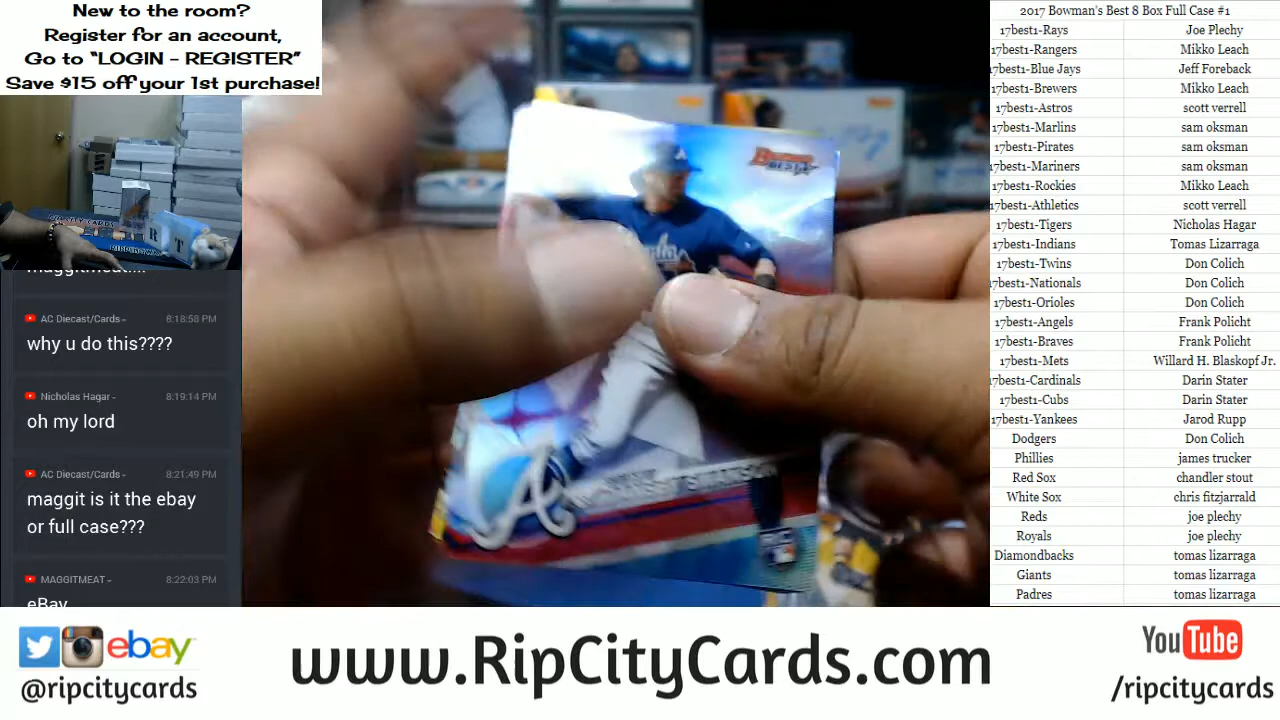 New to the room?
Register for an account,
Go to “LOGIN - REGISTER”
Save $15 off your 1st purchase!
AC Diecast/Cards - 8:18:58 PM
why u do this????
Nicholas Hagar - 8:19:14 PM
oh my lord
AC Diecast/Cards - 8:21:49 PM
maggit is it the ebay
or full case???
MAGGITMEAT - 8:22:03 PM
eBay
Bowman's
BEST
A
RC
2017 Bowman's Best 8 Box Full Case #1
17best1-Rays Joe Plechy
17best1-Rangers Mikko Leach
17best1-Blue Jays Jeff Foreback
17best1-Brewers Mikko Leach
17best1-Astros scott verrell
17best1-Marlins sam oksman
17best1-Pirates sam oksman
17best1-Mariners sam oksman
17best1-Rockies Mikko Leach
17best1-Athletics scott verrell
17best1-Tigers Nicholas Hagar
17best1-Indians Tomas Lizarraga
17best1-Twins Don Colich
17best1-Nationals Don Colich
17best1-Orioles Don Colich
17best1-Angels Frank Policht
17best1-Braves Frank Policht
17best1-Mets Willard H. Blaskopf Jr.
17best1-Cardinals Darin Stater
17best1-Cubs Darin Stater
17best1-Yankees Jarod Rupp
Dodgers Don Colich
Phillies james trucker
Red Sox chandler stout
White Sox chris fitzjarrald
Reds joe plechy
Royals joe plechy
Diamondbacks tomas lizarraga
Giants tomas lizarraga
Padres tomas lizarraga
ebay
@ripcitycards
www.RipCityCards.com
YouTube
/ripcitycards